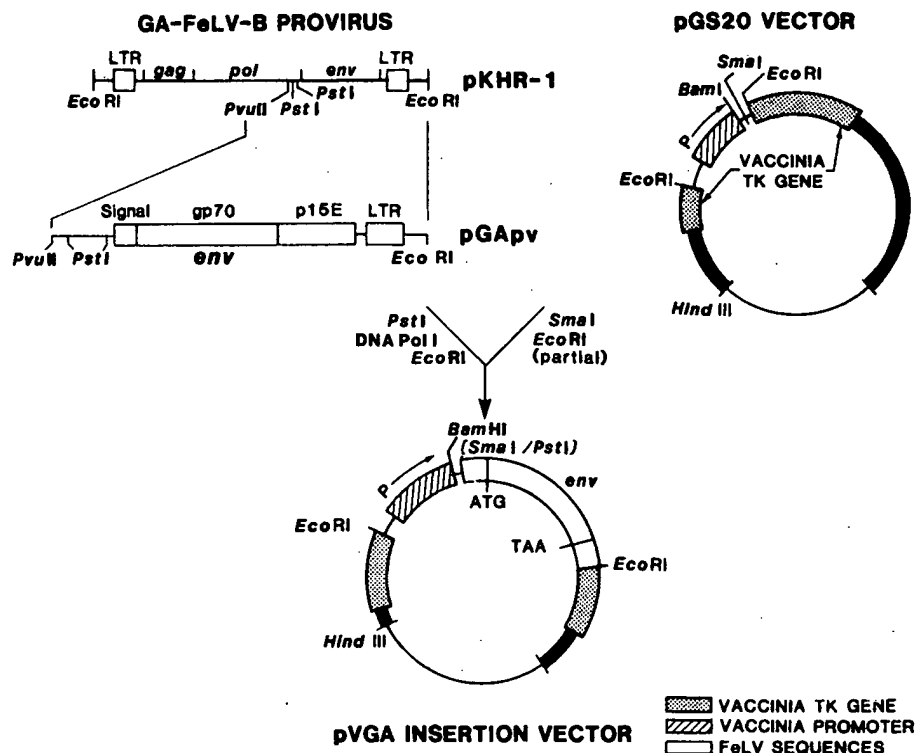 GA-FeLV-B PROVIRUS
LTR gag pol env LTR
pKHR-1
EcoRI PvuII PstI PstI EcoRI
Signal gp70 p15E LTR
pGApv
PvuII PstI env EcoRI
pGS20 VECTOR
SmaI
EcoRI
BamI
P
VACCINIA
TK GENE
EcoRI
HindIII
PstI
DNA Pol I
EcoRI
SmaI
EcoRI
(partial)
BamHI
(SmaI/PstI)
P
env
ATG
TAA
EcoRI
EcoRI
HindIII
pVGA INSERTION VECTOR
VACCINIA TK GENE
VACCINIA PROMOTER
FeLV SEQUENCES